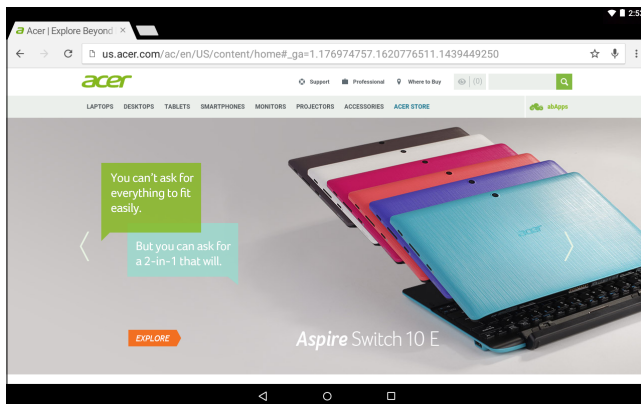 2:52
Acer | Explore Beyond
us.acer.com/ac/en/US/content/home#_ga=1.176974757.1620776511.1439449250
acer
Support
Professional
Where to Buy
(0)
LAPTOPS DESKTOPS TABLETS SMARTPHONES MONITORS PROJECTORS ACCESSORIES ACER STORE
abApps
You can't ask for
everything to fit
easily.
But you can ask for
a 2-in-1 that will.
acer
EXPLORE
Aspire Switch 10 E